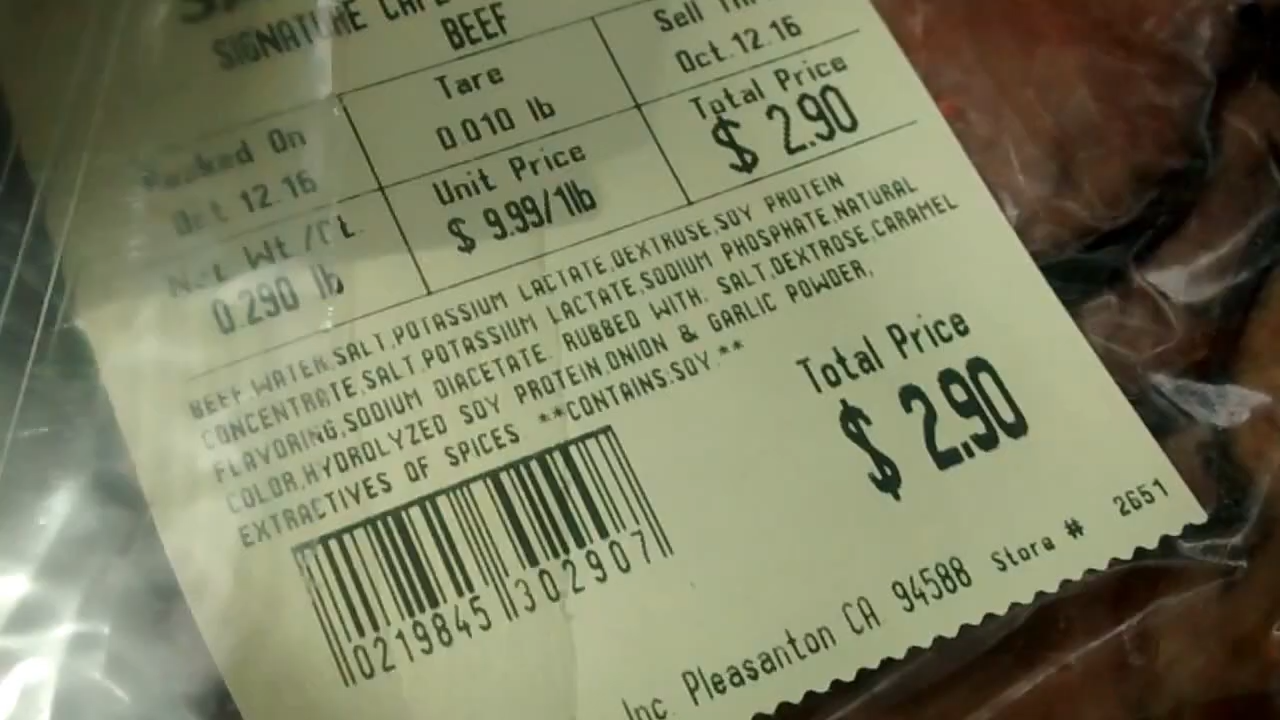 SIGNATURE CAFE
BEEF
Tare
0.010 lb
Sell
Oct.12.16
Packed On
Oct 12.16
Unit Price
$ 9.99/1lb
Total Price
$ 2.90
Net Wt /Ct.
0.290 lb
BEEF,WATER,SALT,POTASSIUM LACTATE,DEXTROSE,SOY PROTEIN
CONCENTRATE,SALT,POTASSIUM LACTATE,SODIUM PHOSPHATE,NATURAL
FLAVORING,SODIUM DIACETATE. RUBBED WITH: SALT,DEXTROSE,CARAMEL
COLOR,HYDROLYZED SOY PROTEIN,ONION & GARLIC POWDER,
EXTRACTIVES OF SPICES **CONTAINS:SOY.**
Total Price
$ 2.90
0219845 302907
Inc. Pleasanton CA 94588 Store # 2651